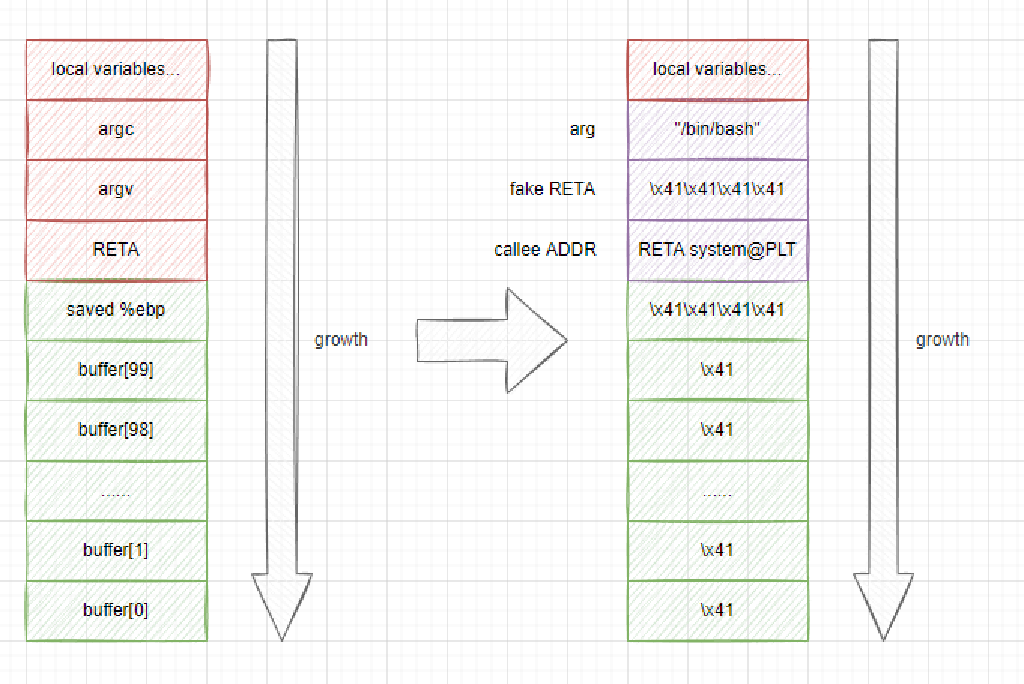 local variables...
argc
argv
RETA
saved %ebp
buffer[99]
buffer[98]
......
buffer[1]
buffer[0]
growth
arg
fake RETA
callee ADDR
local variables...
"/bin/bash"
\x41\x41\x41\x41
RETA system@PLT
\x41\x41\x41\x41
\x41
\x41
......
\x41
\x41
growth